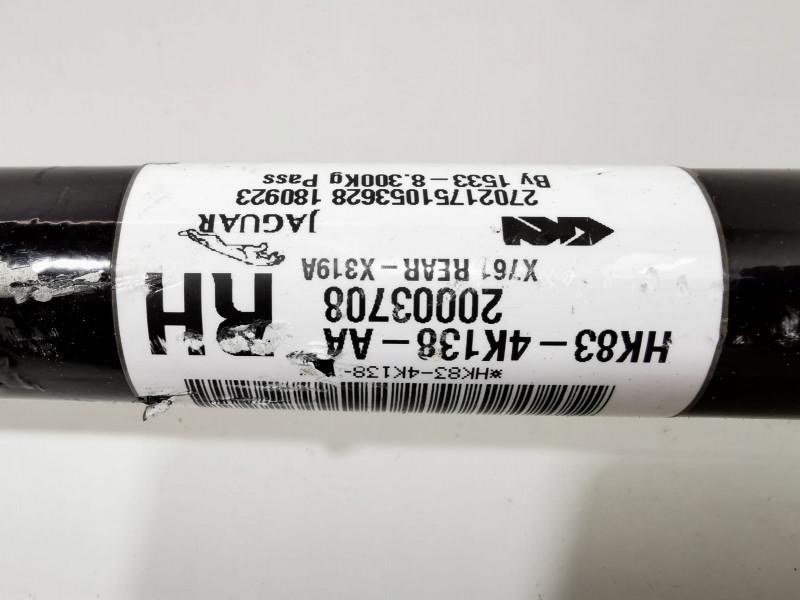 *HK83-4K138-
HK83-4K138-AA RH
20003708
X761 REAR-X319A
JAGUAR
27021751053628 180923
By 1533-8.300Kg Pass